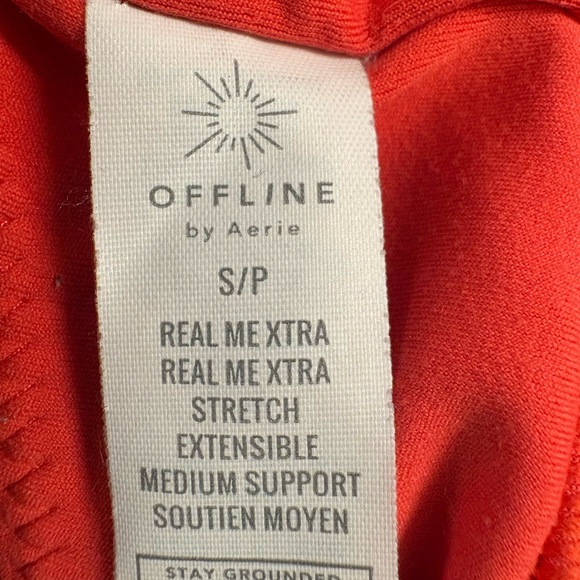 OFFLINE
by Aerie
S/P
REAL ME XTRA
REAL ME XTRA
STRETCH
EXTENSIBLE
MEDIUM SUPPORT
SOUTIEN MOYEN
STAY GROUNDED